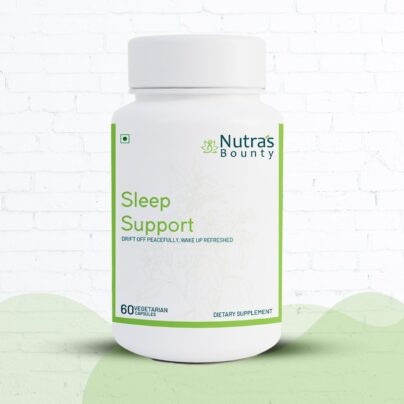 Nutra's
Bounty
Sleep
Support
DRIFT OFF PEACEFULLY, WAKE UP REFRESHED
60 VEGETARIAN
CAPSULES
DIETARY SUPPLEMENT